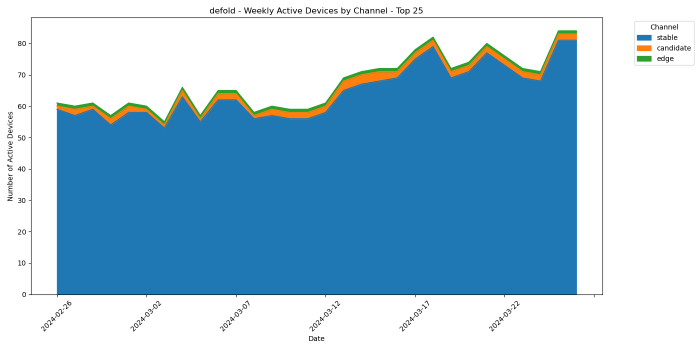 defold - Weekly Active Devices by Channel - Top 25
Channel
stable
candidate
edge
Number of Active Devices
80
70
60
50
40
30
20
10
0
2024-02-26
2024-03-02
2024-03-07
2024-03-12
2024-03-17
2024-03-22
Date